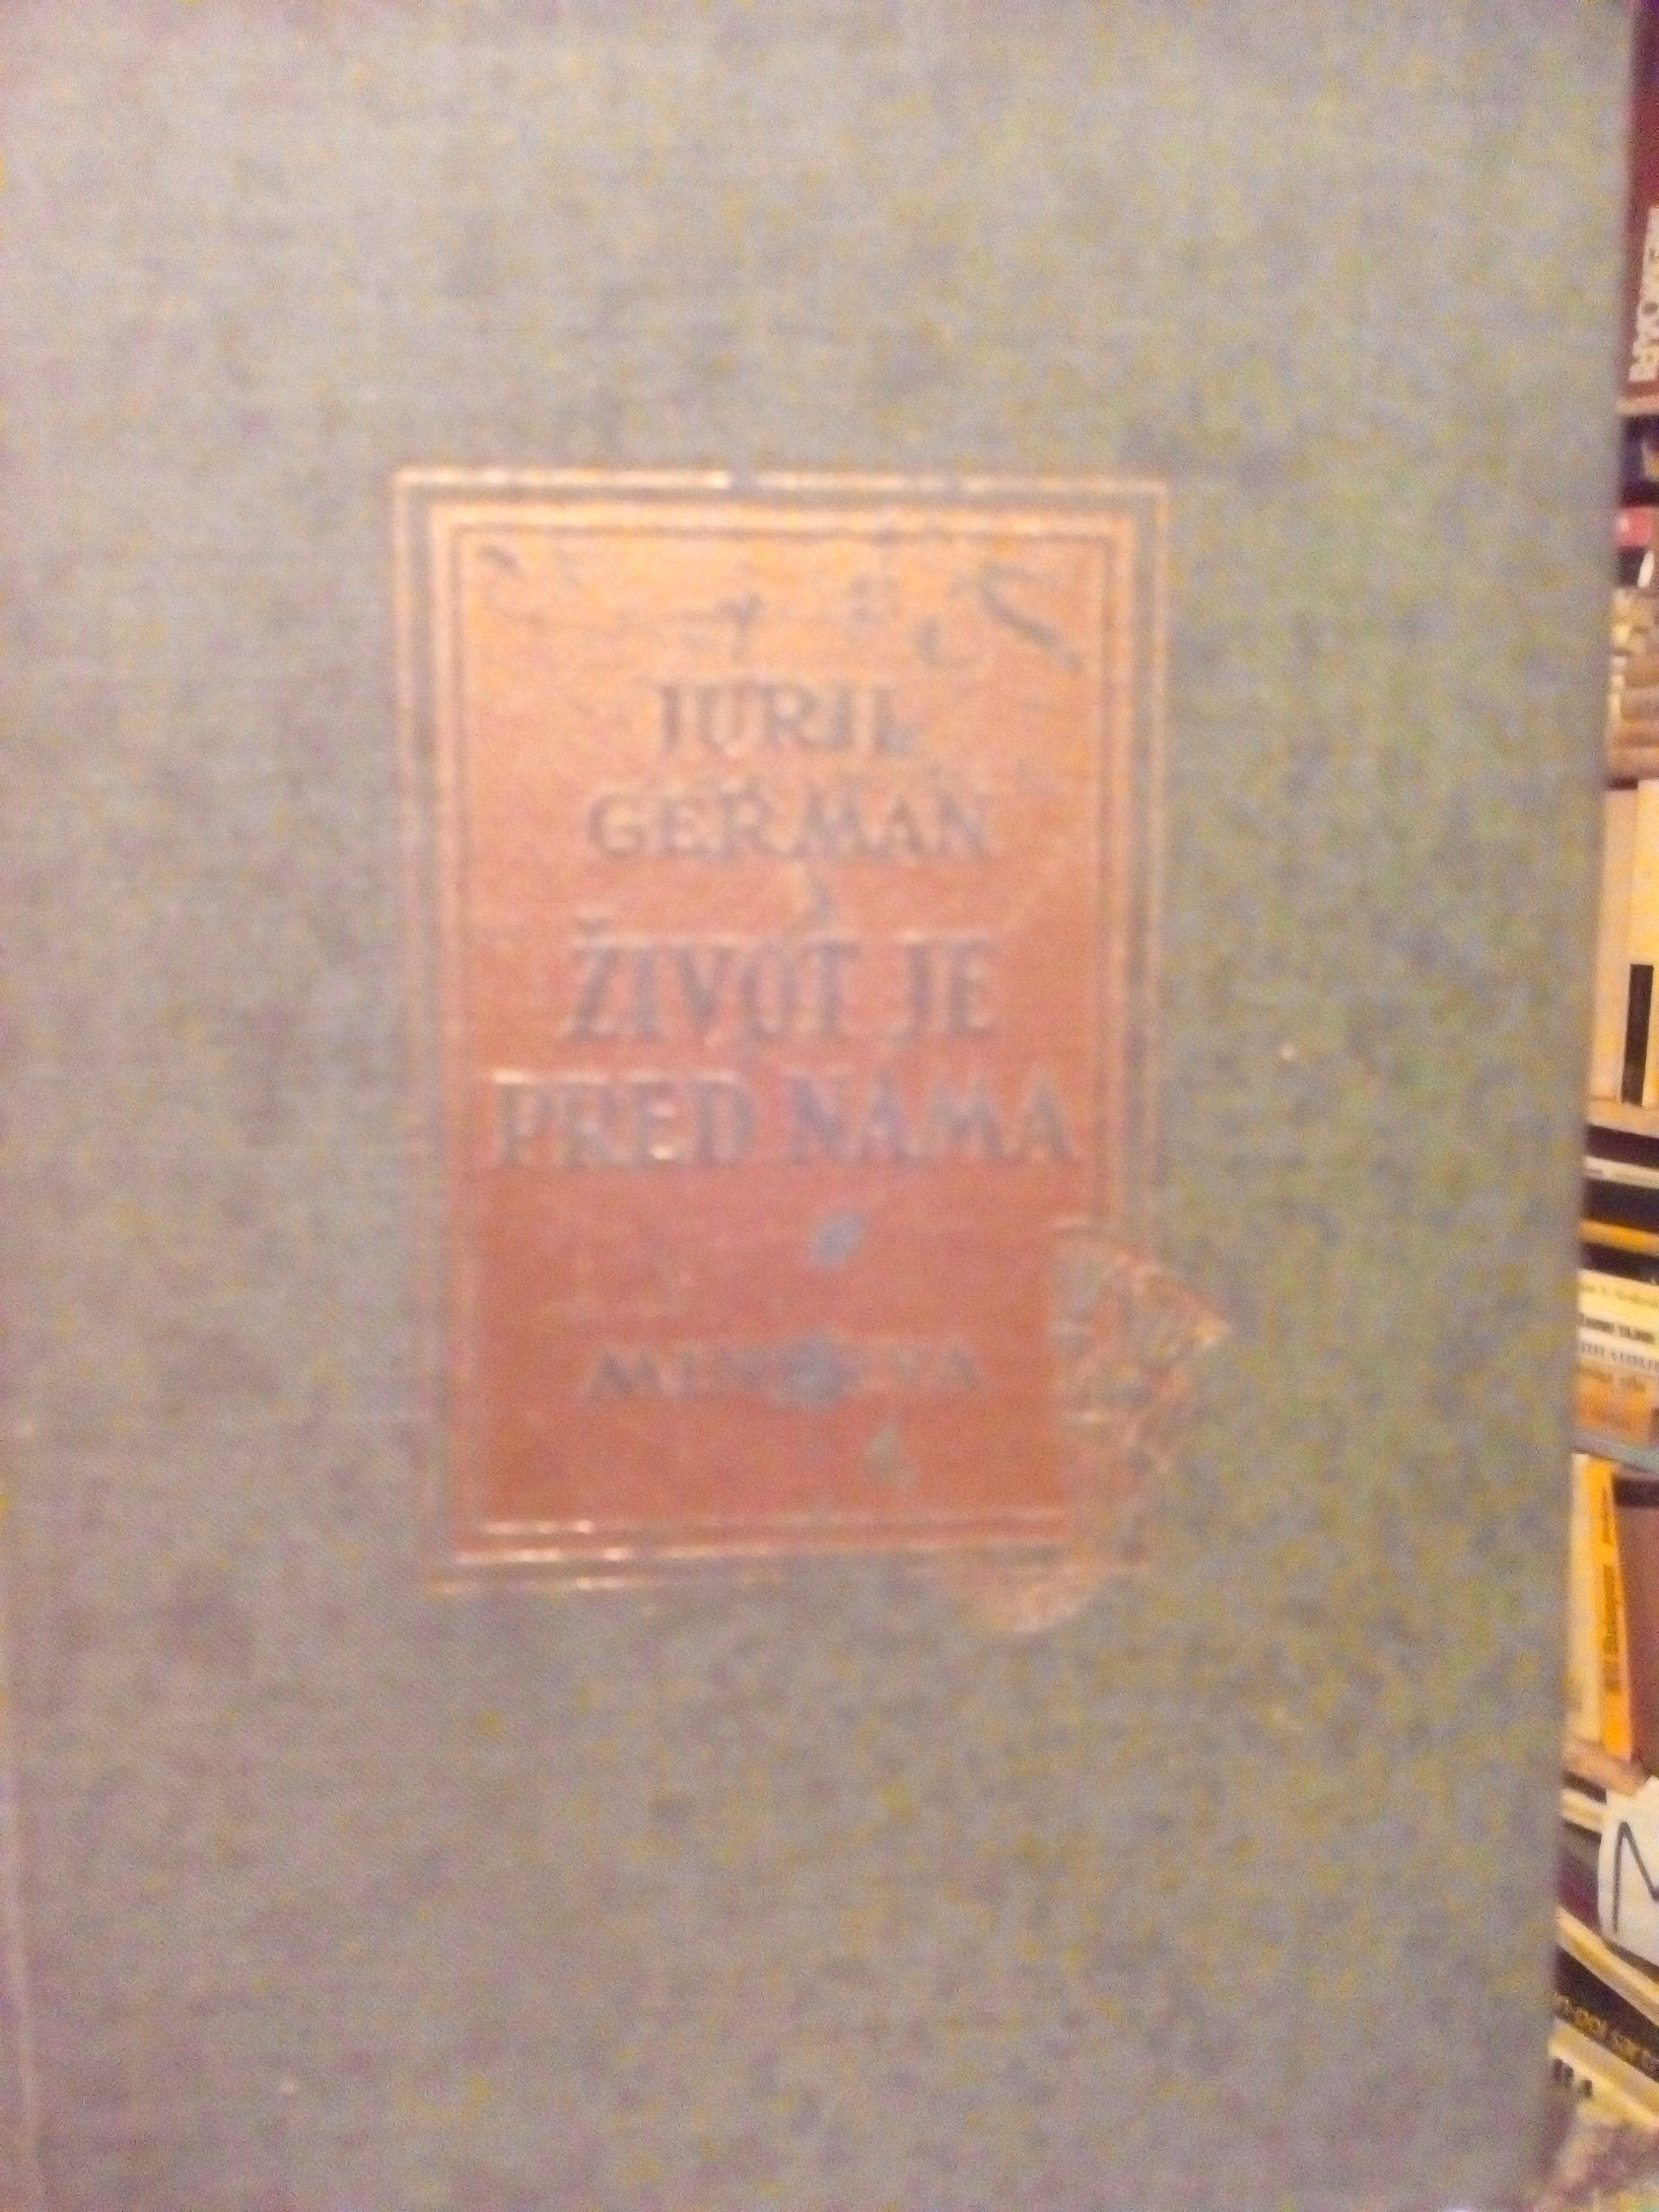 JURIJ
GERMAN
ŽIVOT JE
PRED NAMA